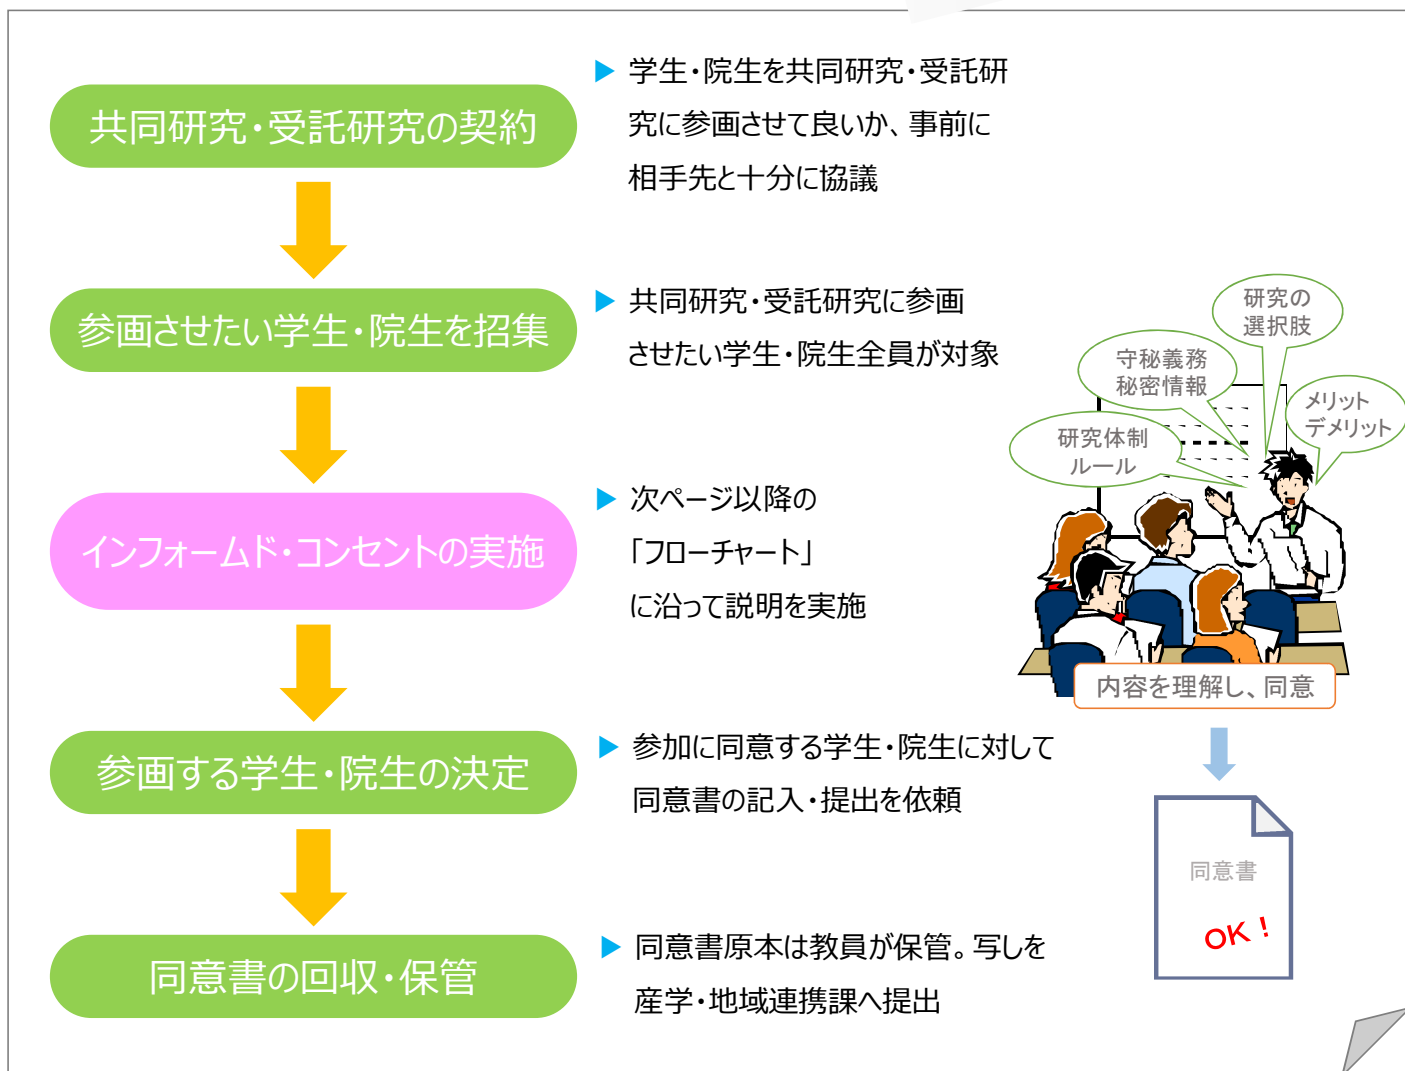 共同研究・受託研究の契約
▶ 学生・院生を共同研究・受託研
究に参画させて良いか、事前に
相手先と十分に協議
参画させたい学生・院生を招集
▶ 共同研究・受託研究に参画
させたい学生・院生全員が対象
インフォームド・コンセントの実施
▶ 次ページ以降の
「フローチャート」
に沿って説明を実施
参画する学生・院生の決定
▶ 参加に同意する学生・院生に対して
同意書の記入・提出を依頼
同意書の回収・保管
▶ 同意書原本は教員が保管。写しを
産学・地域連携課へ提出
研究の
選択肢
守秘義務
秘密情報
メリット
デメリット
研究体制
ルール
内容を理解し、同意
同意書
OK！